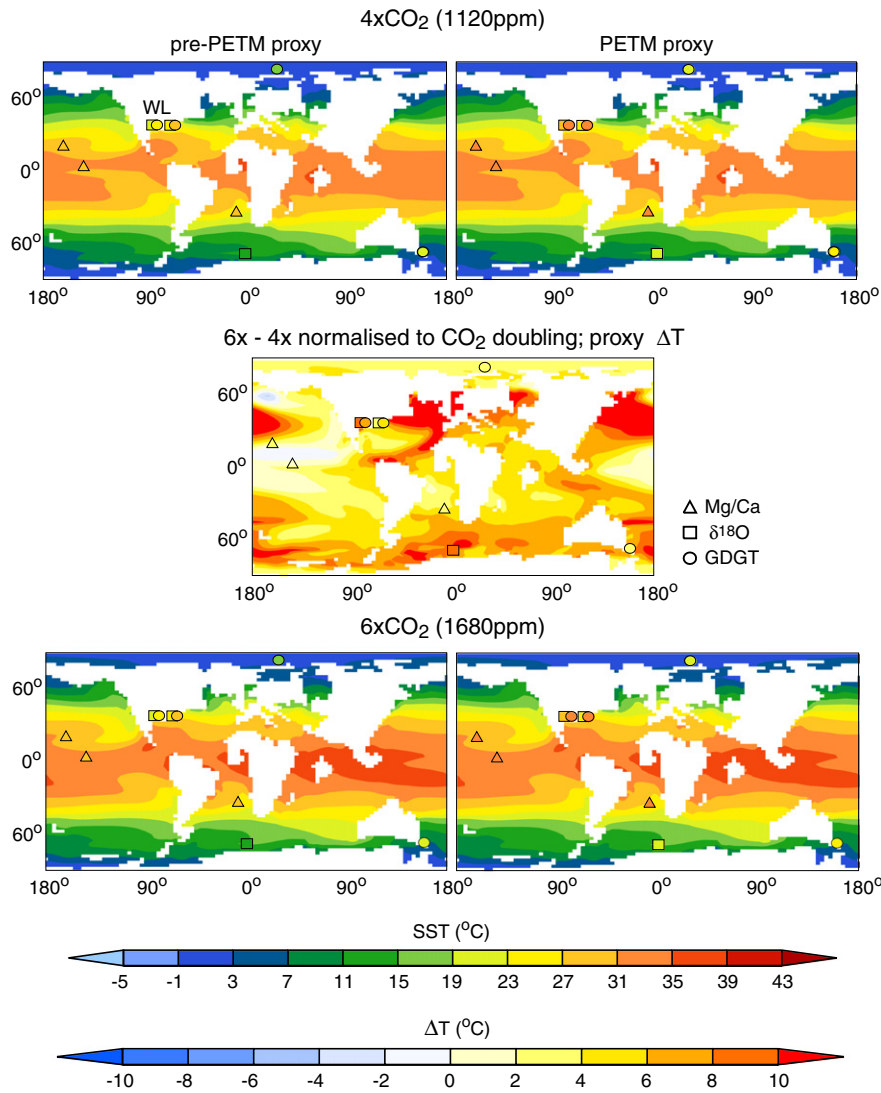 4xCO₂ (1120ppm)
pre-PETM proxy PETM proxy
WL
60° 0° 60°
180° 90° 0° 90° 180° 90° 0° 90° 180°
6x - 4x normalised to CO₂ doubling; proxy ΔT
60° 0° 60°
180° 90° 0° 90° 180°
Mg/Ca
δ¹⁸O
GDGT
6xCO₂ (1680ppm)
60° 0° 60°
180° 90° 0° 90° 180° 90° 0° 90° 180°
SST (°C)
-5 -1 3 7 11 15 19 23 27 31 35 39 43
ΔT (°C)
-10 -8 -6 -4 -2 0 2 4 6 8 10